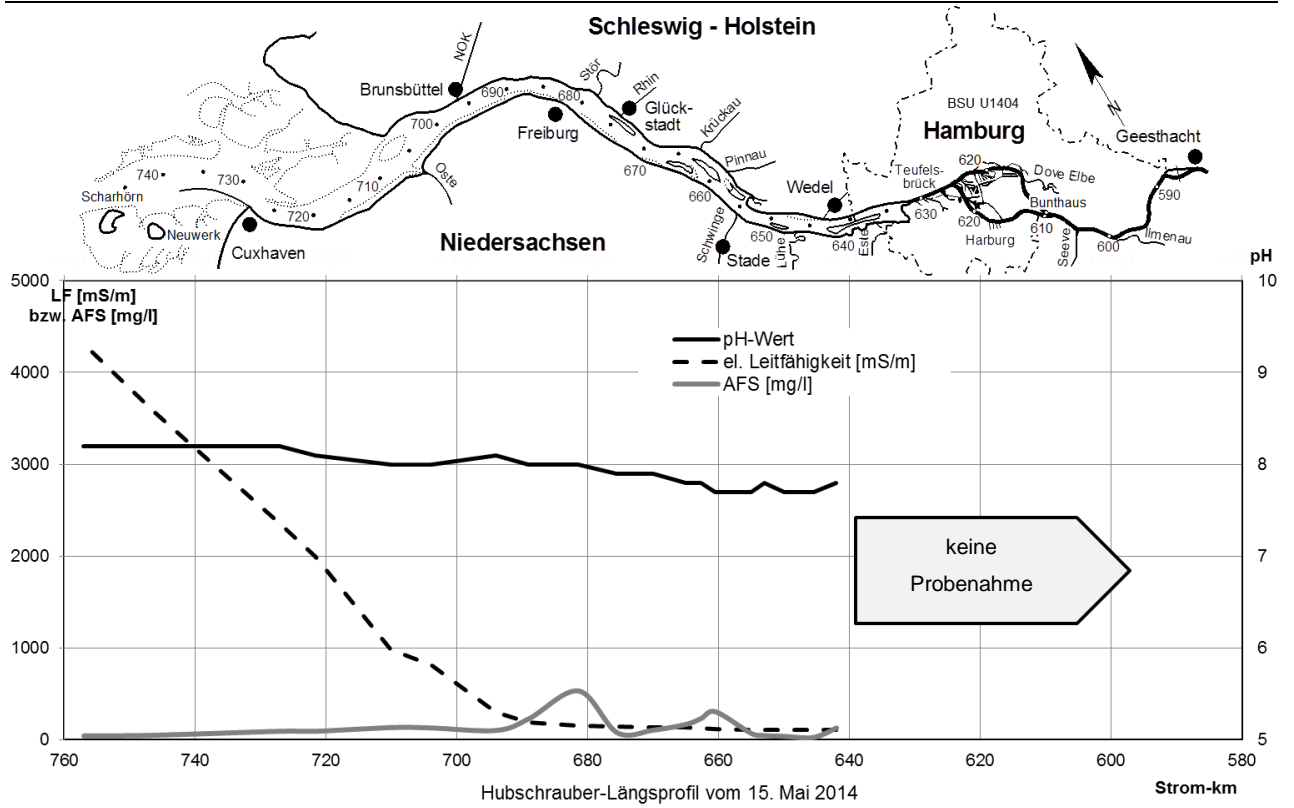 Schleswig - Holstein
NOK
Brunsbüttel
690
680
Stör
Rhin
Glück-
stadt
Krückau
BSU U1404
N
Hamburg
Geesthacht
700
Freiburg
Pinnau
740
730
710
Oste
670
660
Wedel
Teufels-
brück
620
Dove Elbe
590
Scharhörn
720
Neuwerk
Cuxhaven
Niedersachsen
Schwinge
Stade
650
Lühe
640
Este
630
620
Harburg
Bunthaus
610
Seeve
600
Ilmenau
pH
5000
LF [mS/m]
bzw. AFS [mg/l]
10
pH-Wert
el. Leitfähigkeit [mS/m]
AFS [mg/l]
4000
9
3000
8
keine
Probenahme
2000
7
1000
6
0
5
760
740
720
700
680
660
640
620
600
580
Strom-km
Hubschrauber-Längsprofil vom 15. Mai 2014